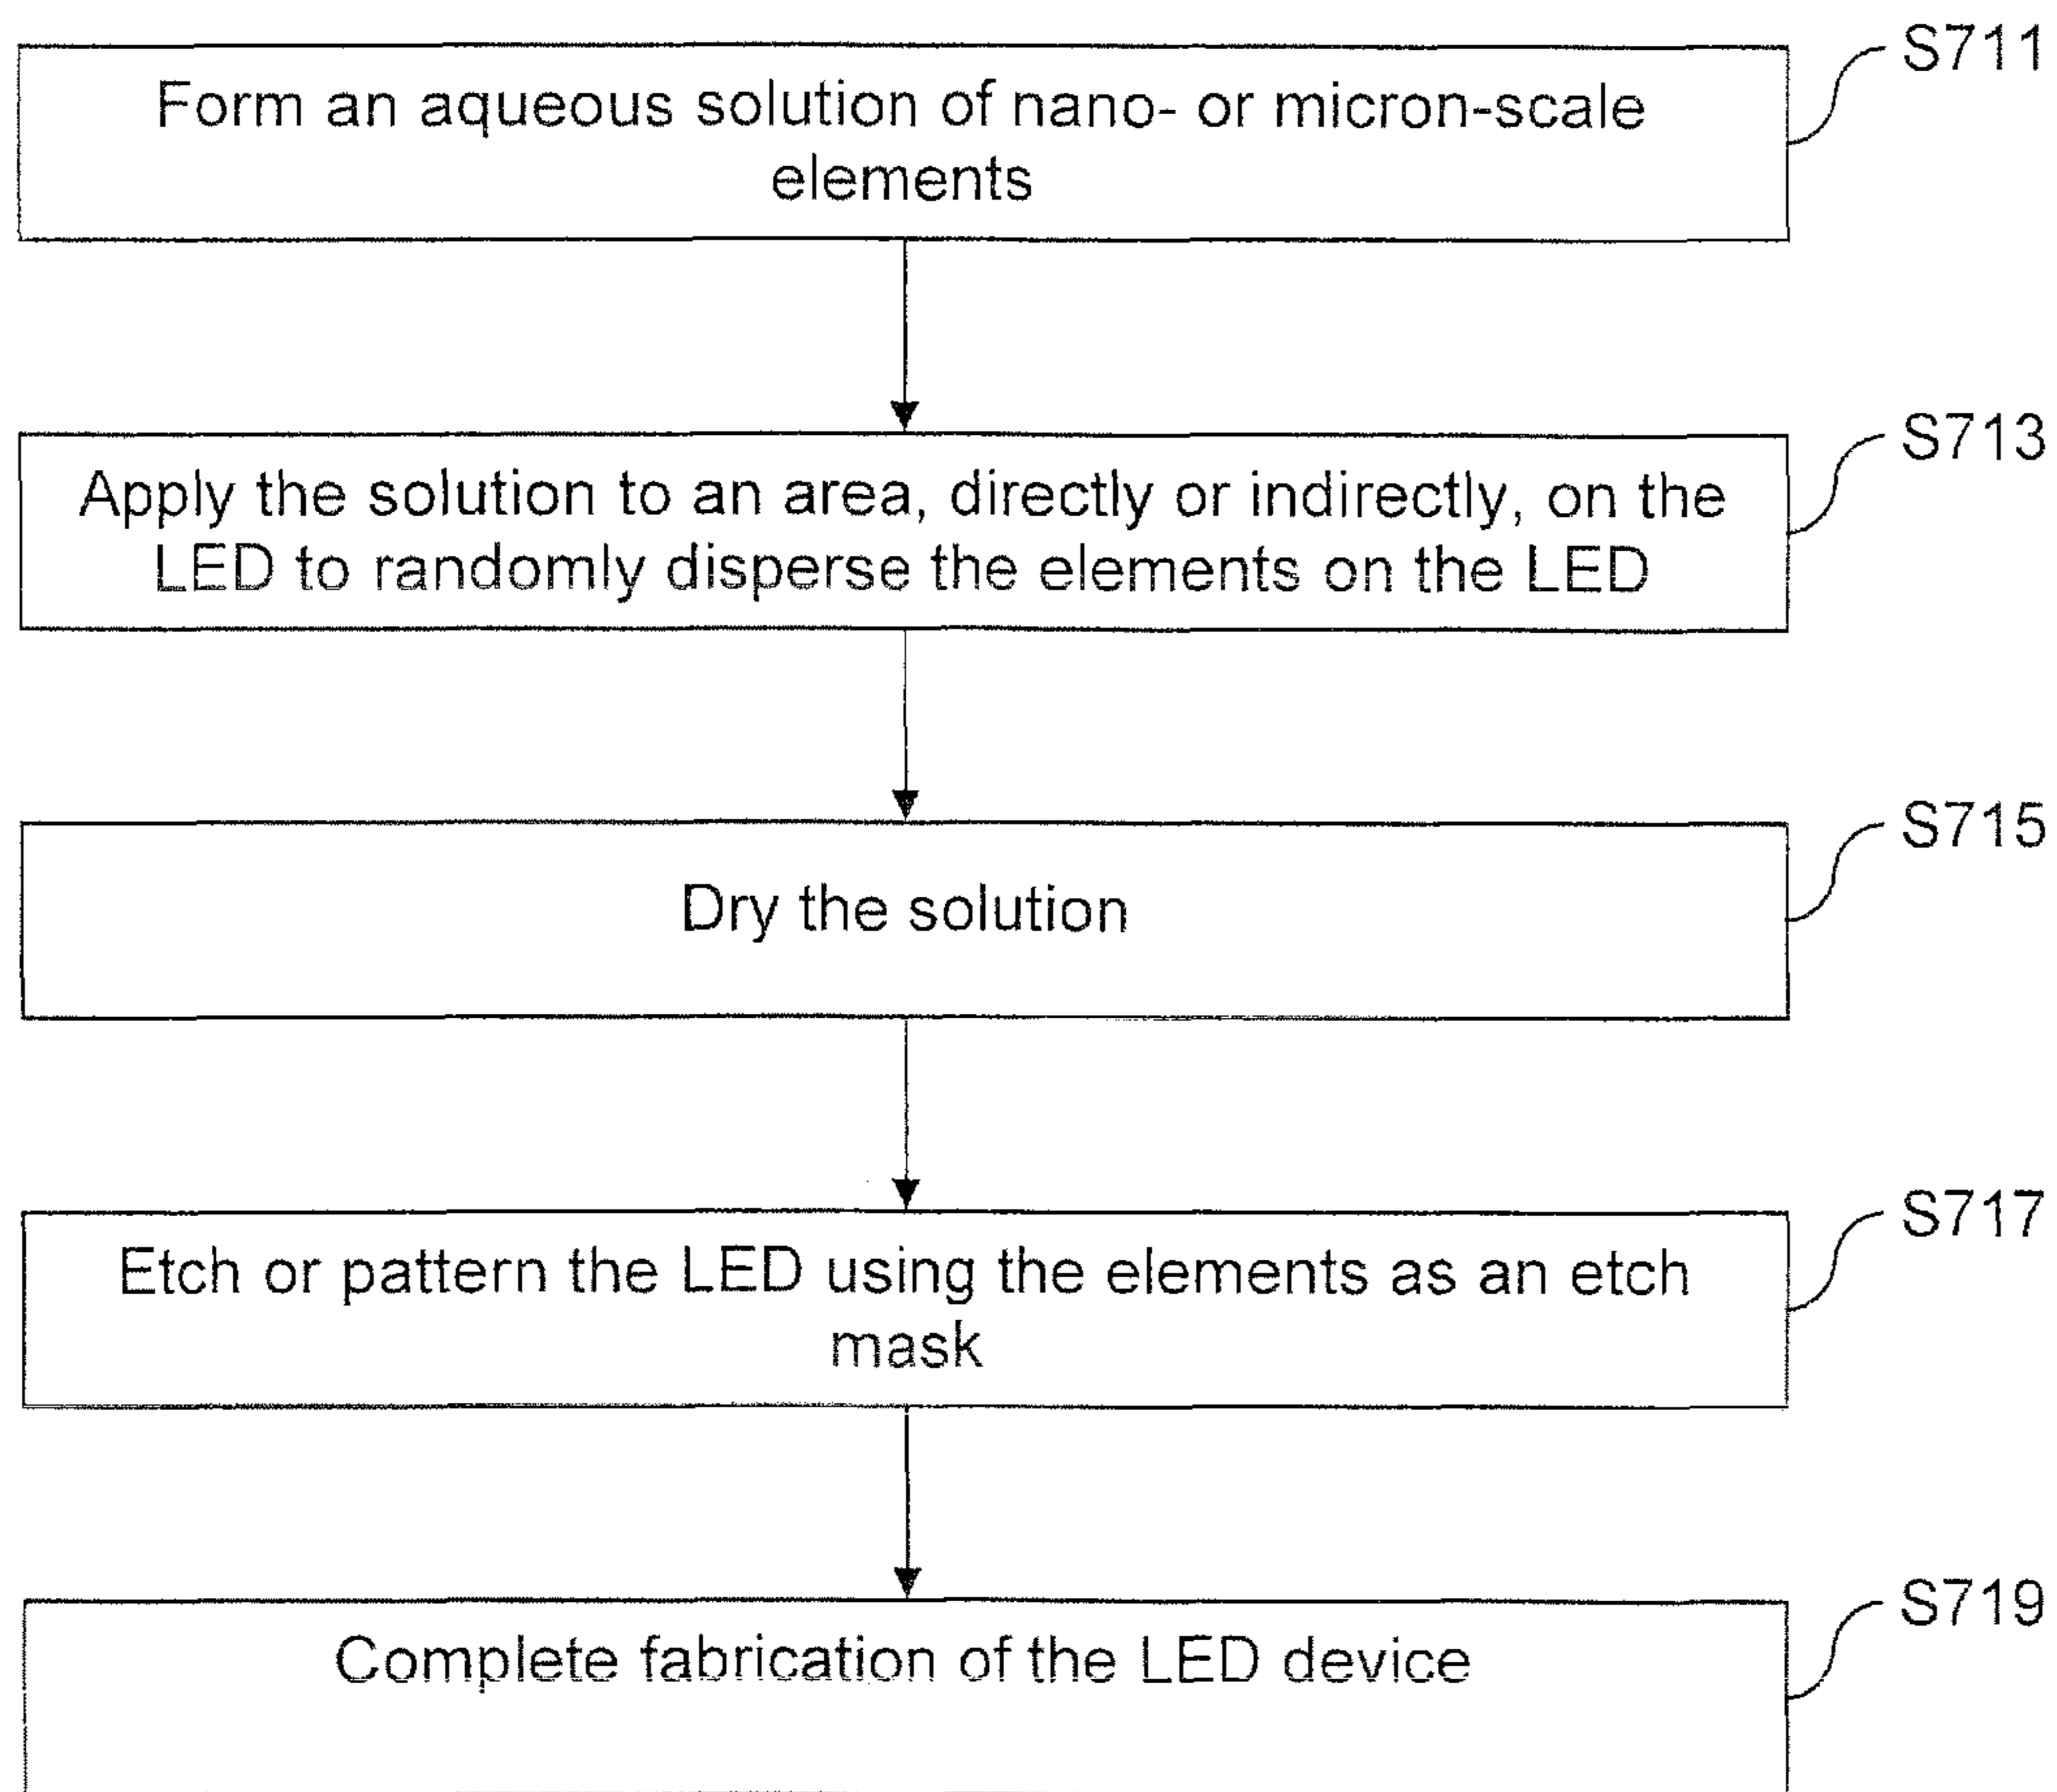 S711
Form an aqueous solution of nano- or micron-scale
elements
S713
Apply the solution to an area, directly or indirectly, on the
LED to randomly disperse the elements on the LED
S715
Dry the solution
S717
Etch or pattern the LED using the elements as an etch
mask
S719
Complete fabrication of the LED device